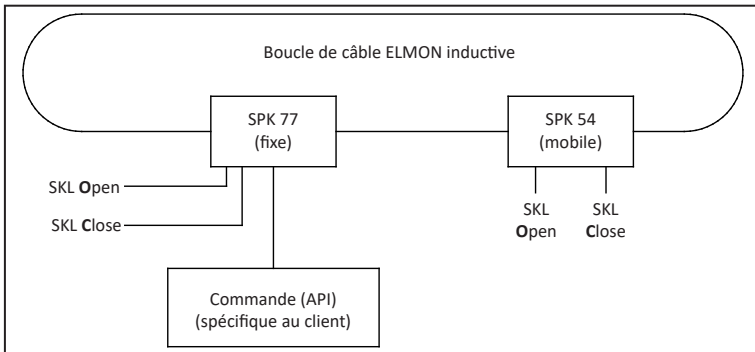 Boucle de câble ELMON inductive
SPK 77
(fixe)
SPK 54
(mobile)
SKL Open
SKL Close
SKL
Open
SKL
Close
Commande (API)
(spécifique au client)